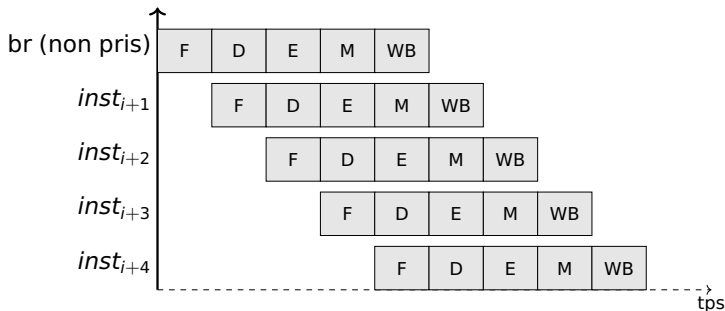 br (non pris) F D E M WB
inst_{i+1} F D E M WB
inst_{i+2} F D E M WB
inst_{i+3} F D E M WB
inst_{i+4} F D E M WB
tps